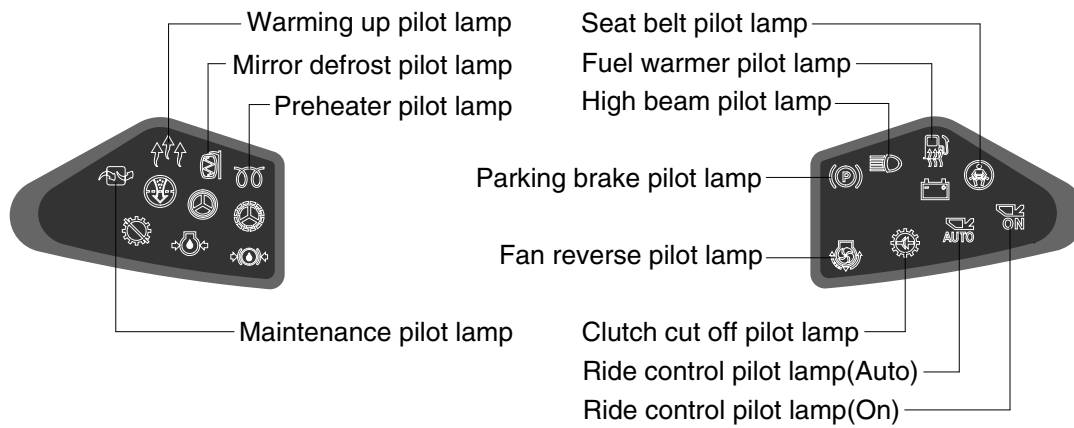 Warming up pilot lamp
Mirror defrost pilot lamp
Preheater pilot lamp
Maintenance pilot lamp
Seat belt pilot lamp
Fuel warmer pilot lamp
High beam pilot lamp
Parking brake pilot lamp
Fan reverse pilot lamp
Clutch cut off pilot lamp
Ride control pilot lamp(Auto)
Ride control pilot lamp(On)
P
AUTO
ON